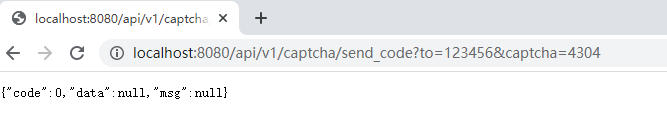 localhost:8080/api/v1/captcha
localhost:8080/api/v1/captcha/send_code?to=123456&captcha=4304
{"code":0,"data":null,"msg":null}